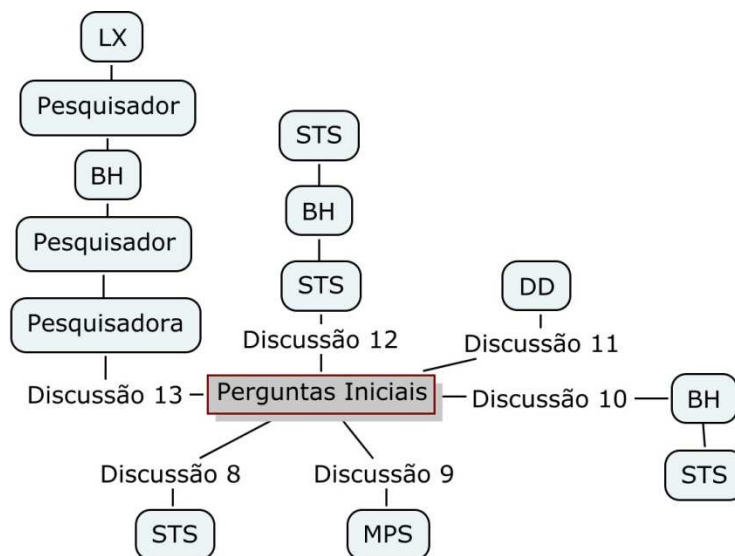 LX
Pesquisador
BH
Pesquisador
Pesquisadora
Discussão 13
STS
BH
STS
Discussão 12
DD
Discussão 11
Perguntas Iniciais
Discussão 10
BH
STS
Discussão 8
STS
Discussão 9
MPS